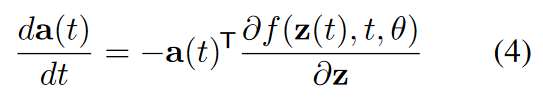 da(t)/dt = −a(t)ᵀ ∂f(z(t), t, θ)/∂z (4)